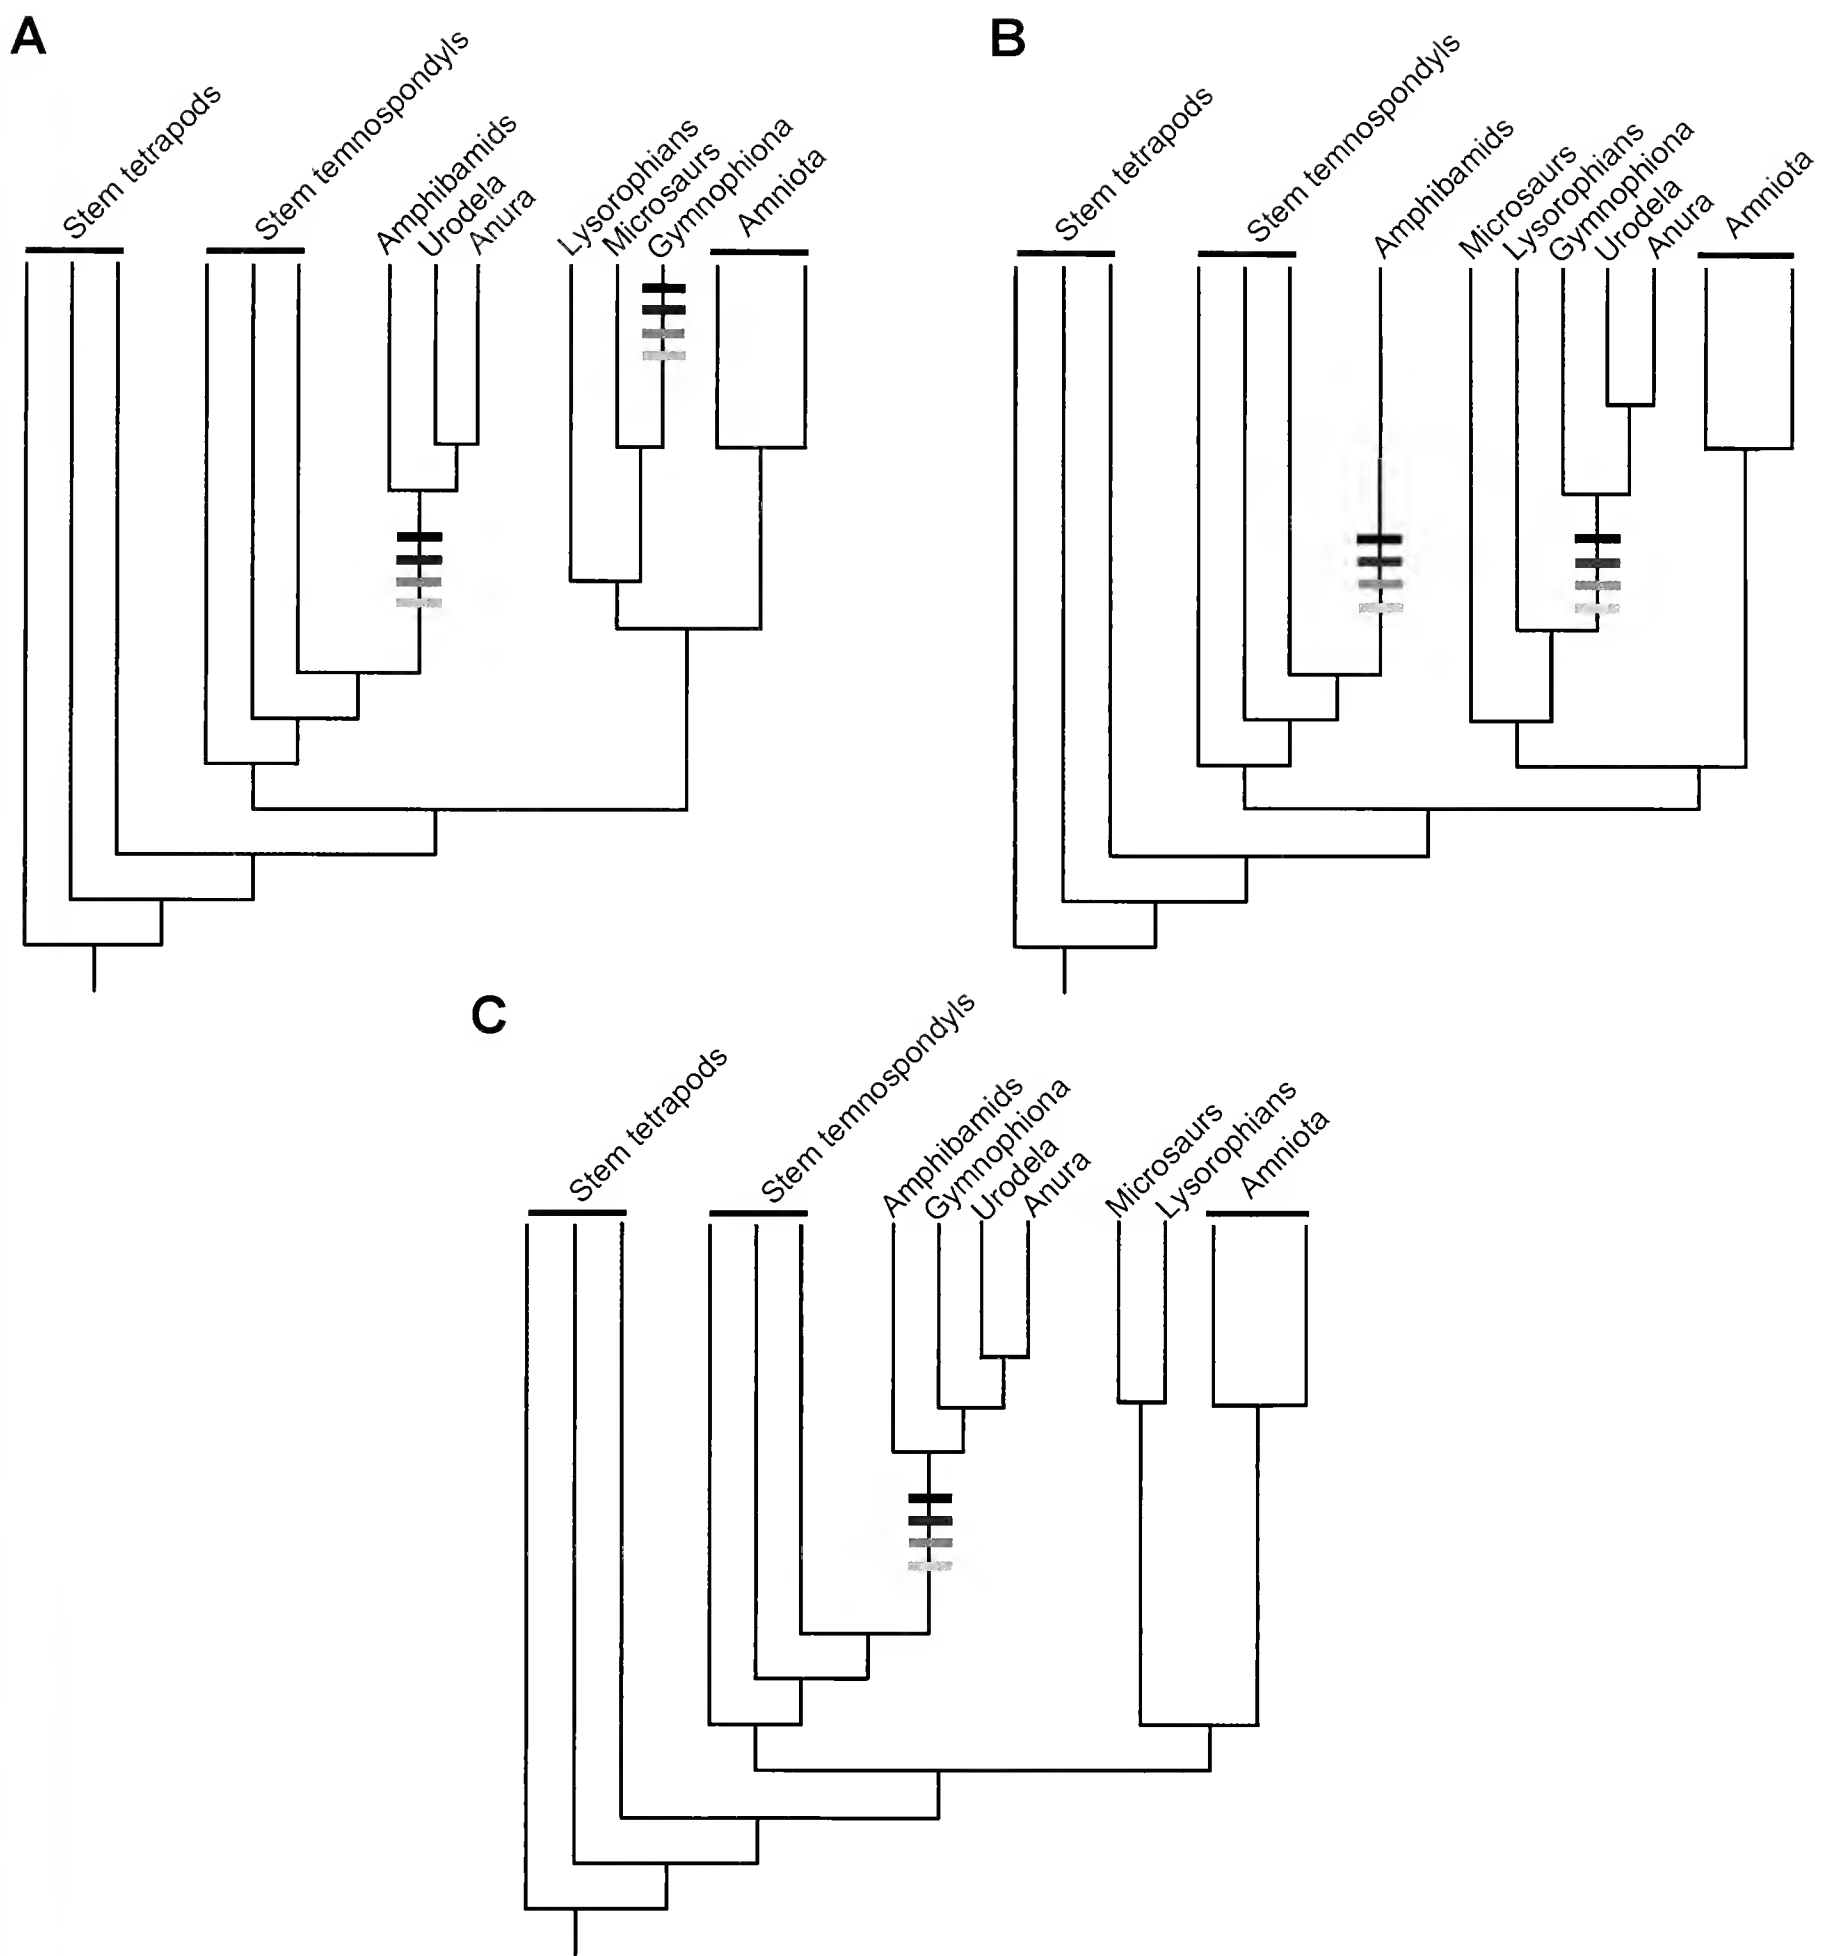 A
Stem tetrapods
Stem temnospondyls
Amphibamids
Urodela
Anura
Lysorophians
Microsaurs
Gymnophiona
Amniota
B
Stem tetrapods
Stem temnospondyls
Amphibamids
Microsaurs
Lysorophians
Gymnophiona
Urodela
Anura
Amniota
C
Stem tetrapods
Stem temnospondyls
Amphibamids
Gymnophiona
Urodela
Anura
Microsaurs
Lysorophians
Amniota